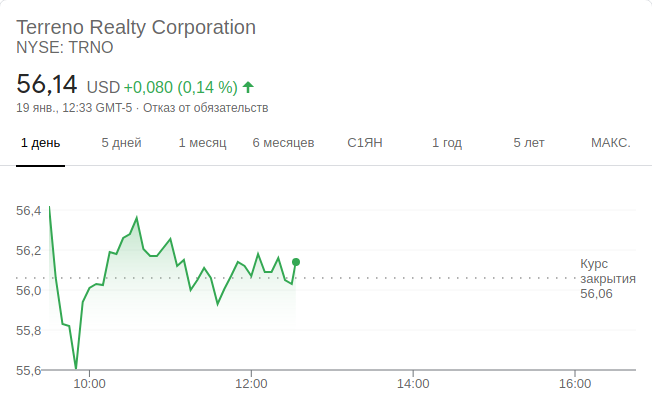 Terreno Realty Corporation
NYSE: TRNO
56,14 USD +0,080 (0,14 %)
19 янв., 12:33 GMT-5 · Отказ от обязательств
1 день 5 дней 1 месяц 6 месяцев С1ЯН 1 год 5 лет МАКС.
56,4
56,2
Курс
закрытия
56,06
56,0
55,8
55,6
10:00 12:00 14:00 16:00